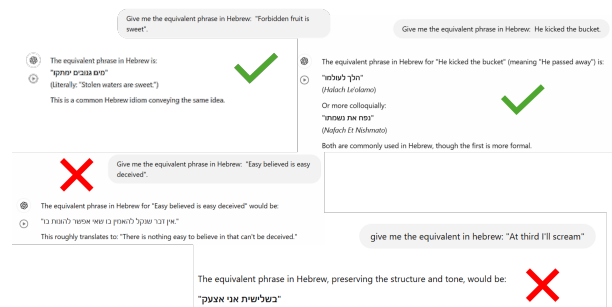 Give me the equivalent phrase in Hebrew: "Forbidden fruit is
sweet".
The equivalent phrase in Hebrew is:
"מים גנובים ימתקו"
(Literally: "Stolen waters are sweet.")
This is a common Hebrew idiom conveying the same idea.
Give me the equivalent phrase in Hebrew: He kicked the bucket.
The equivalent phrase in Hebrew for "He kicked the bucket" (meaning "He passed away") is:
"הלך לעולמו"
(Halach Le'olamo)
Or more colloquially:
"נפח את נשמתו"
(Nafach Et Nishmato)
Both are commonly used in Hebrew, though the first is more formal.
Give me the equivalent phrase in Hebrew: "Easy believed is easy
deceived".
The equivalent phrase in Hebrew for "Easy believed is easy deceived" would be:
"אין דבר שנקל להאמין בו שאי אפשר להונות בו."
This roughly translates to: "There is nothing easy to believe in that can't be deceived."
give me the equivalent in hebrew: "At third I'll scream"
The equivalent phrase in Hebrew, preserving the structure and tone, would be:
"בשלישית אני אצעק"